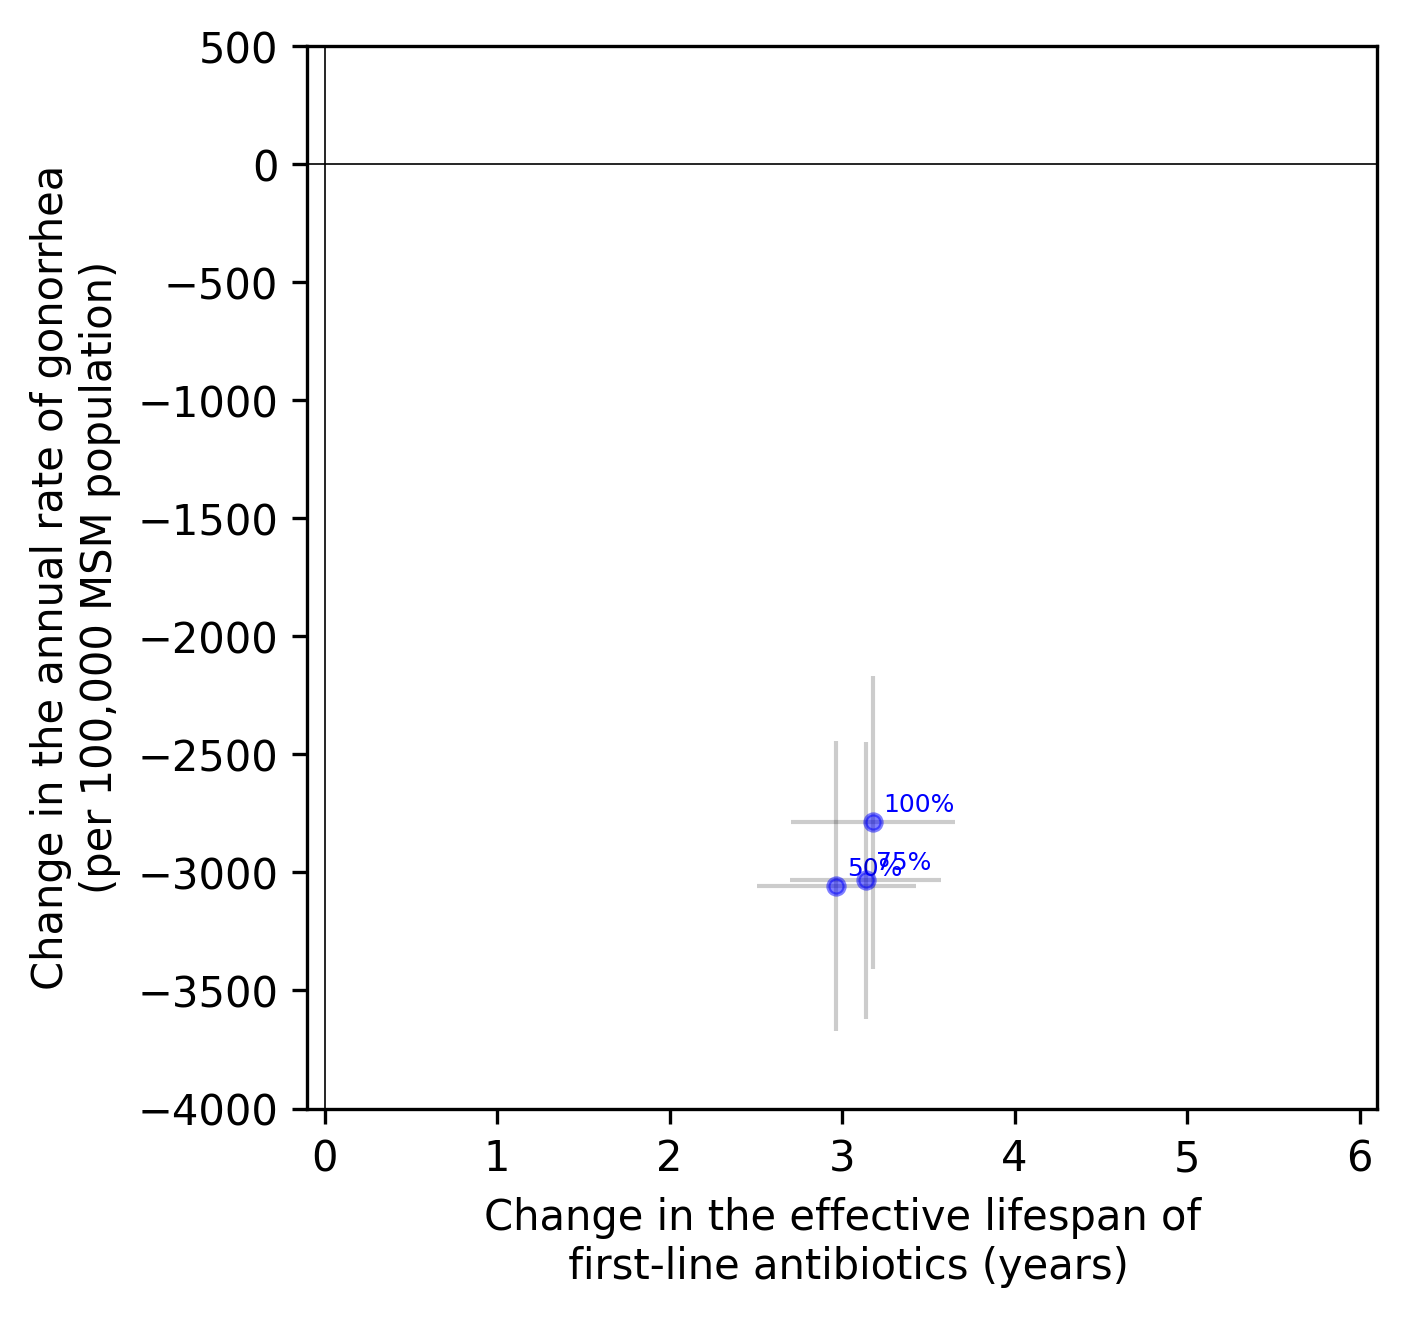 500
0
−500
−1000
−1500
−2000
−2500
−3000
−3500
−4000
Change in the annual rate of gonorrhea
(per 100,000 MSM population)
100%
75%
50%
0 1 2 3 4 5 6
Change in the effective lifespan of
first-line antibiotics (years)